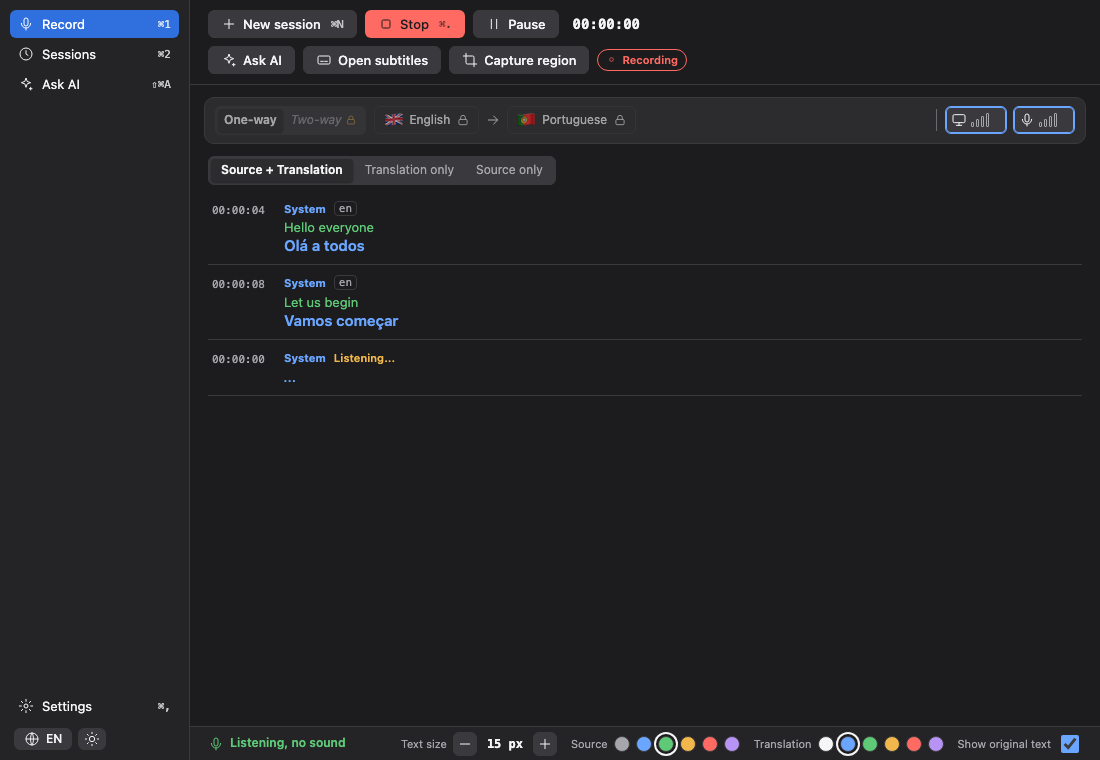 Record ⌘1
Sessions ⌘2
Ask AI ⇧⌘A
Settings ⌘,
EN
New session ⌘N
Stop ⌘.
Pause
00:00:00
Ask AI
Open subtitles
Capture region
Recording
One-way
Two-way
English
→
Portuguese
Source + Translation
Translation only
Source only
00:00:04
System en
Hello everyone
Olá a todos
00:00:08
System en
Let us begin
Vamos começar
00:00:00
System Listening...
...
Listening, no sound
Text size − 15 px +
Source
Translation
Show original text